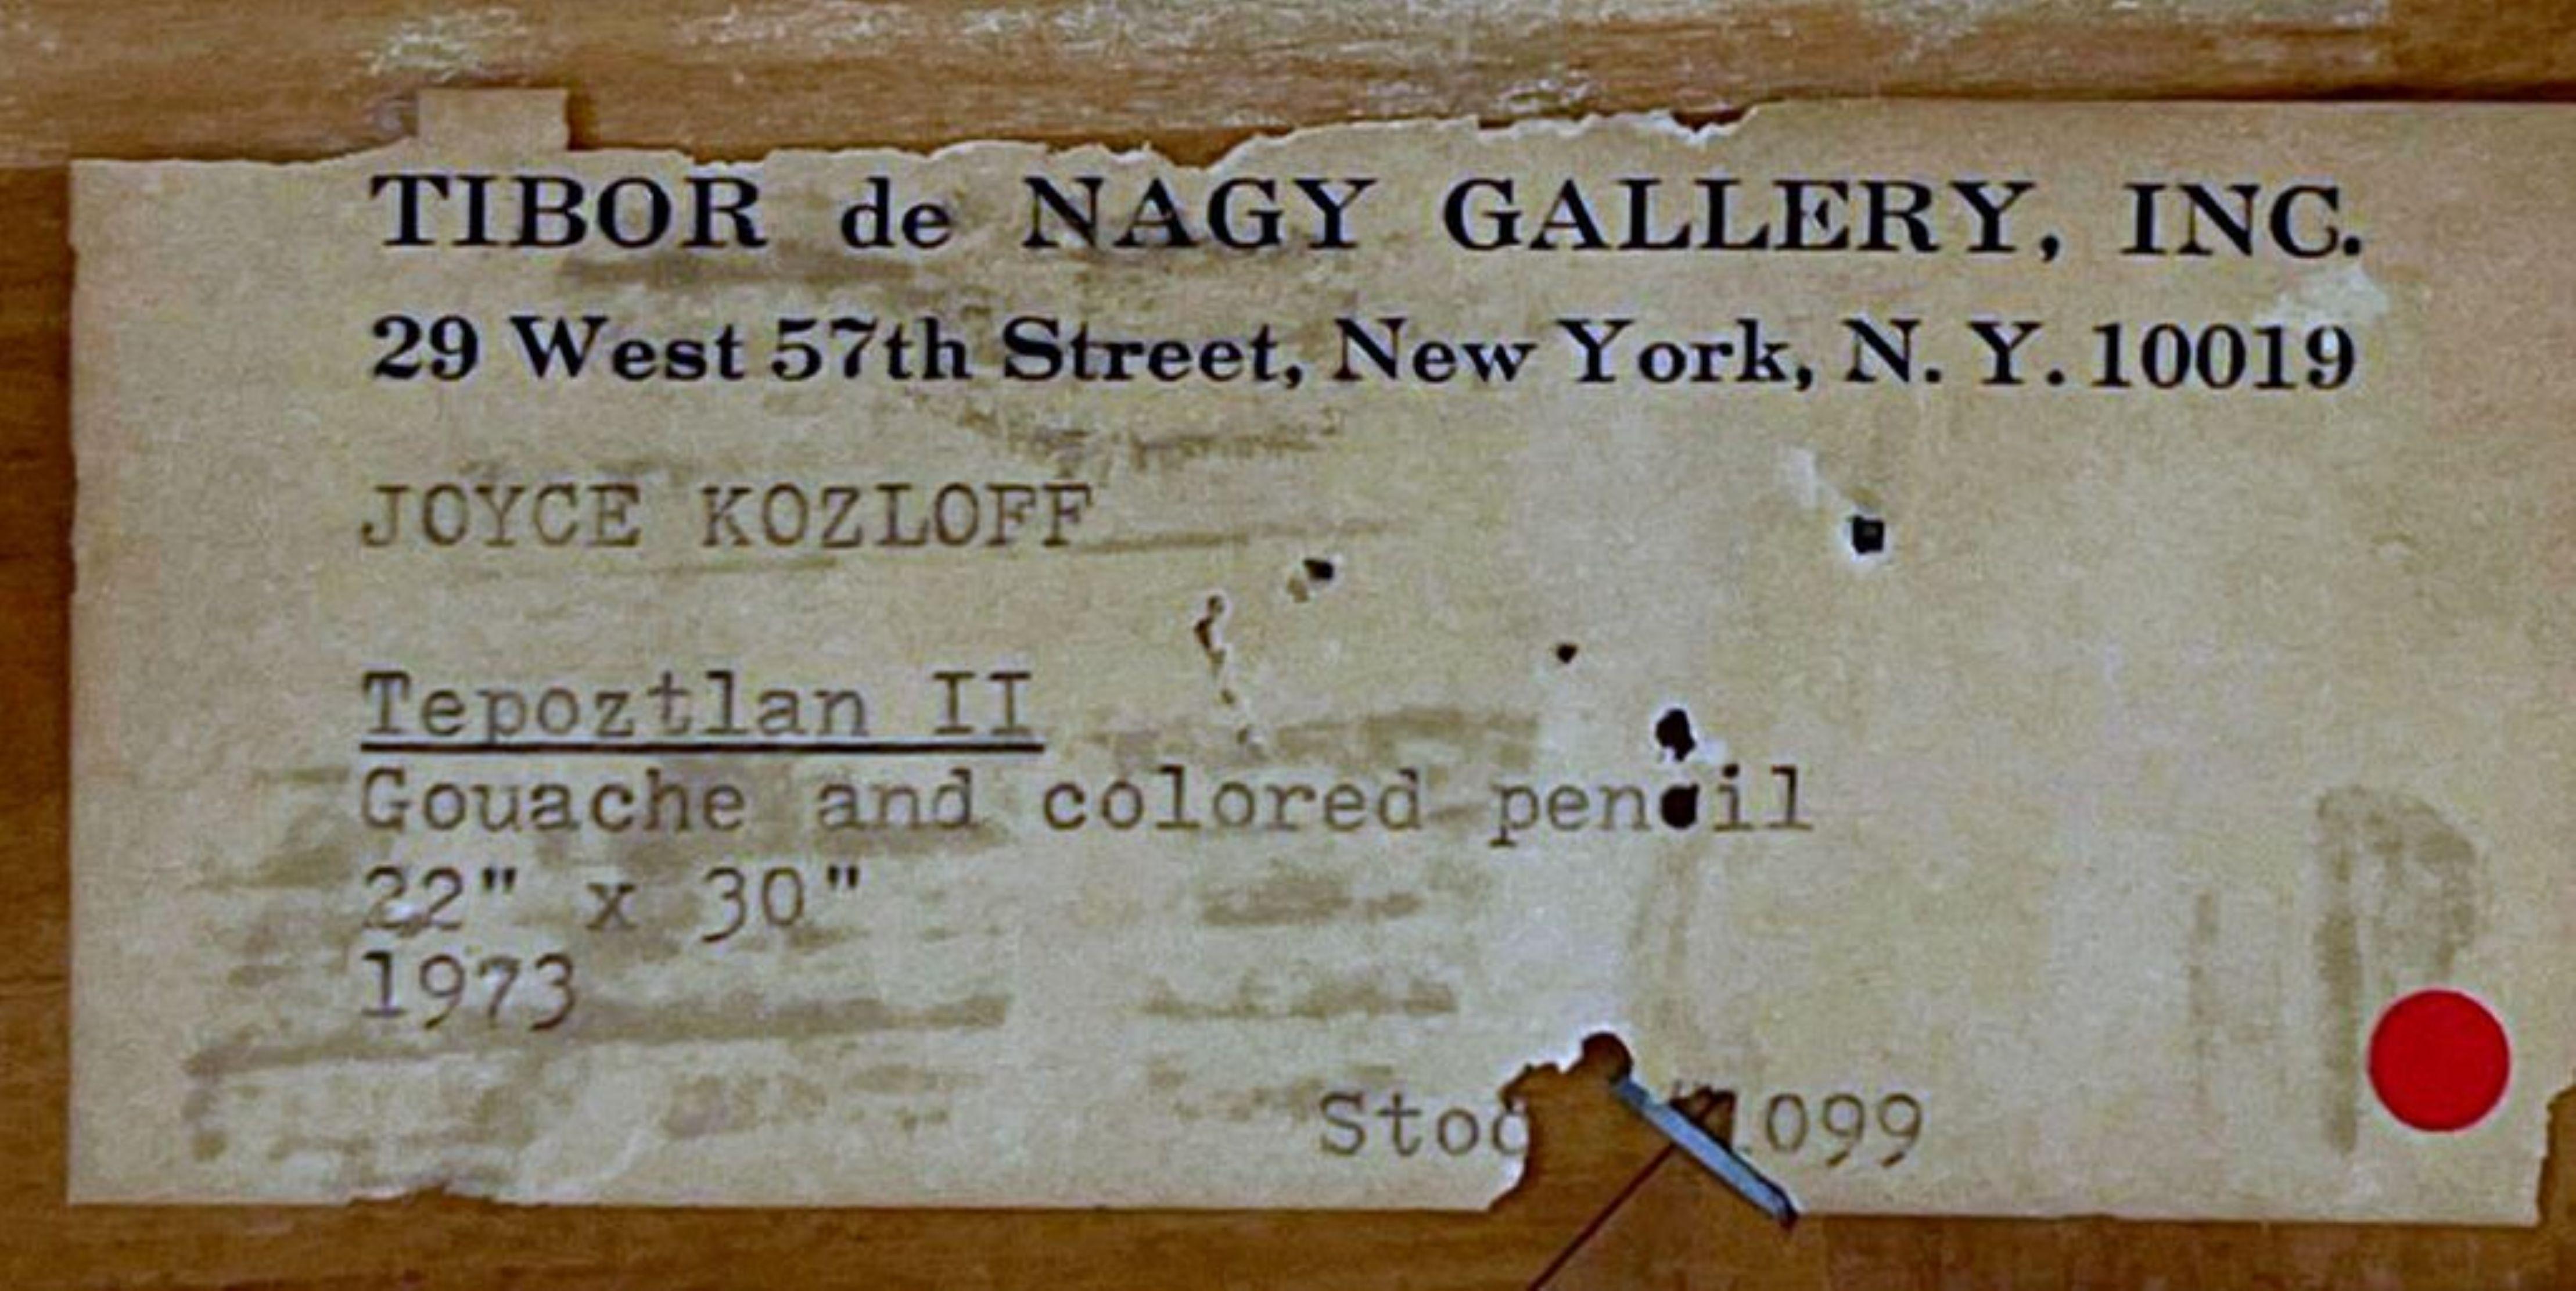 TIBOR de NAGY GALLERY, INC.
29 West 57th Street, New York, N. Y. 10019
JOYCE KOZLOFF
Tepoztlan II
Gouache and colored pencil
22" x 30"
1973
1099